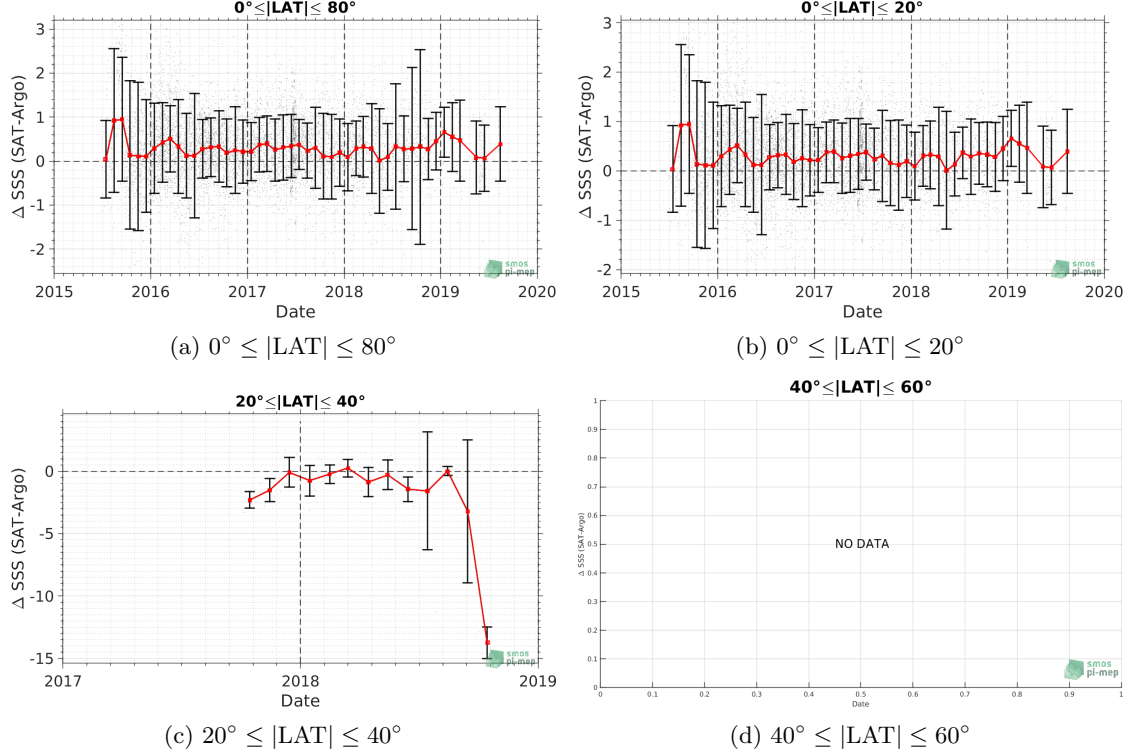 0°≤|LAT|≤ 80°
3
2
1
0
-1
-2
Δ SSS (SAT-Argo)
2015 2016 2017 2018 2019 2020
Date
smos
pi-mep
(a) 0° ≤ |LAT| ≤ 80°
0°≤|LAT|≤ 20°
3
2
1
0
-1
-2
Δ SSS (SAT-Argo)
2015 2016 2017 2018 2019 2020
Date
smos
pi-mep
(b) 0° ≤ |LAT| ≤ 20°
20°≤|LAT|≤ 40°
0
-5
-10
-15
Δ SSS (SAT-Argo)
2017 2018 2019
Date
smos
pi-mep
(c) 20° ≤ |LAT| ≤ 40°
40°≤|LAT|≤ 60°
1
0.9
0.8
0.7
0.6
0.5
0.4
0.3
0.2
0.1
0
Δ SSS (SAT-Argo)
NO DATA
0 0.1 0.2 0.3 0.4 0.5 0.6 0.7 0.8 0.9 1
Date
smos
pi-mep
(d) 40° ≤ |LAT| ≤ 60°